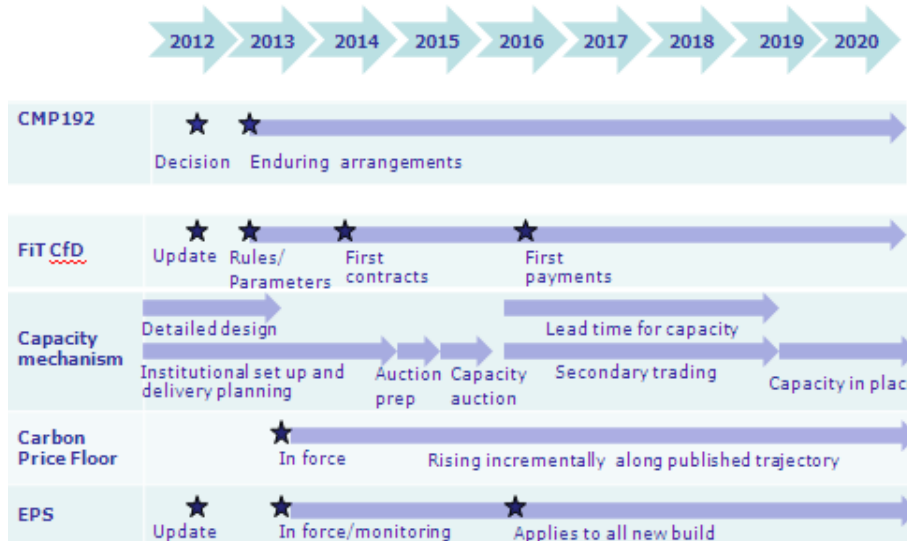 2012 2013 2014 2015 2016 2017 2018 2019 2020
CMP192
Decision Enduring arrangements
FiT CfD
Update Rules/ First First
Parameters contracts payments
Capacity
mechanism
Detailed design Lead time for capacity
Institutional set up and Auction Capacity Secondary trading Capacity in plac
delivery planning prep auction
Carbon
Price Floor
In force Rising incrementally along published trajectory
EPS
Update In force/monitoring Applies to all new build